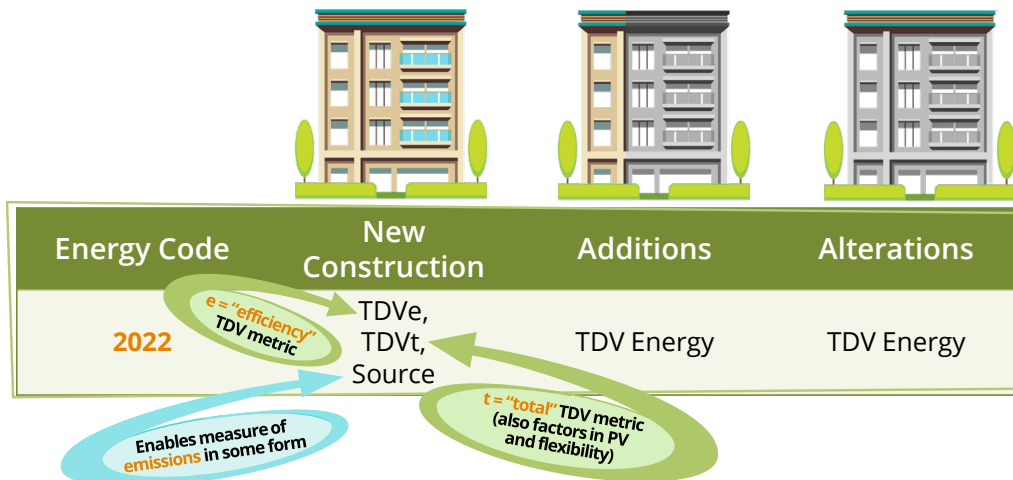 Energy Code
New
Construction
Additions
Alterations
2022
TDVe,
TDVt,
Source
TDV Energy
TDV Energy
e = "efficiency"
TDV metric
t = "total" TDV metric
(also factors in PV
and flexibility)
Enables measure of
emissions in some form